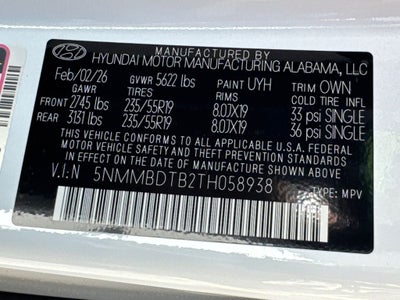 MANUFACTURED BY
HYUNDAI MOTOR MANUFACTURING ALABAMA, LLC
Feb/02/26 GVWR 5622 lbs PAINT UYH TRIM OWN
GAWR TIRES RIMS COLD TIRE INFLATION
FRONT 2745 lbs 235/55R19 8.0JX19 33 psi SINGLE
REAR 3131 lbs 235/55R19 8.0JX19 36 psi SINGLE
THIS VEHICLE CONFORMS TO ALL APPLICABLE U.S.A. FEDERAL
MOTOR VEHICLE SAFETY AND THEFT PREVENTION STANDARDS IN
EFFECT ON THE DATE OF MANUFACTURE SHOWN ABOVE.
V.I.N: 5NMMBDTB2TH058938 TYPE: MPV